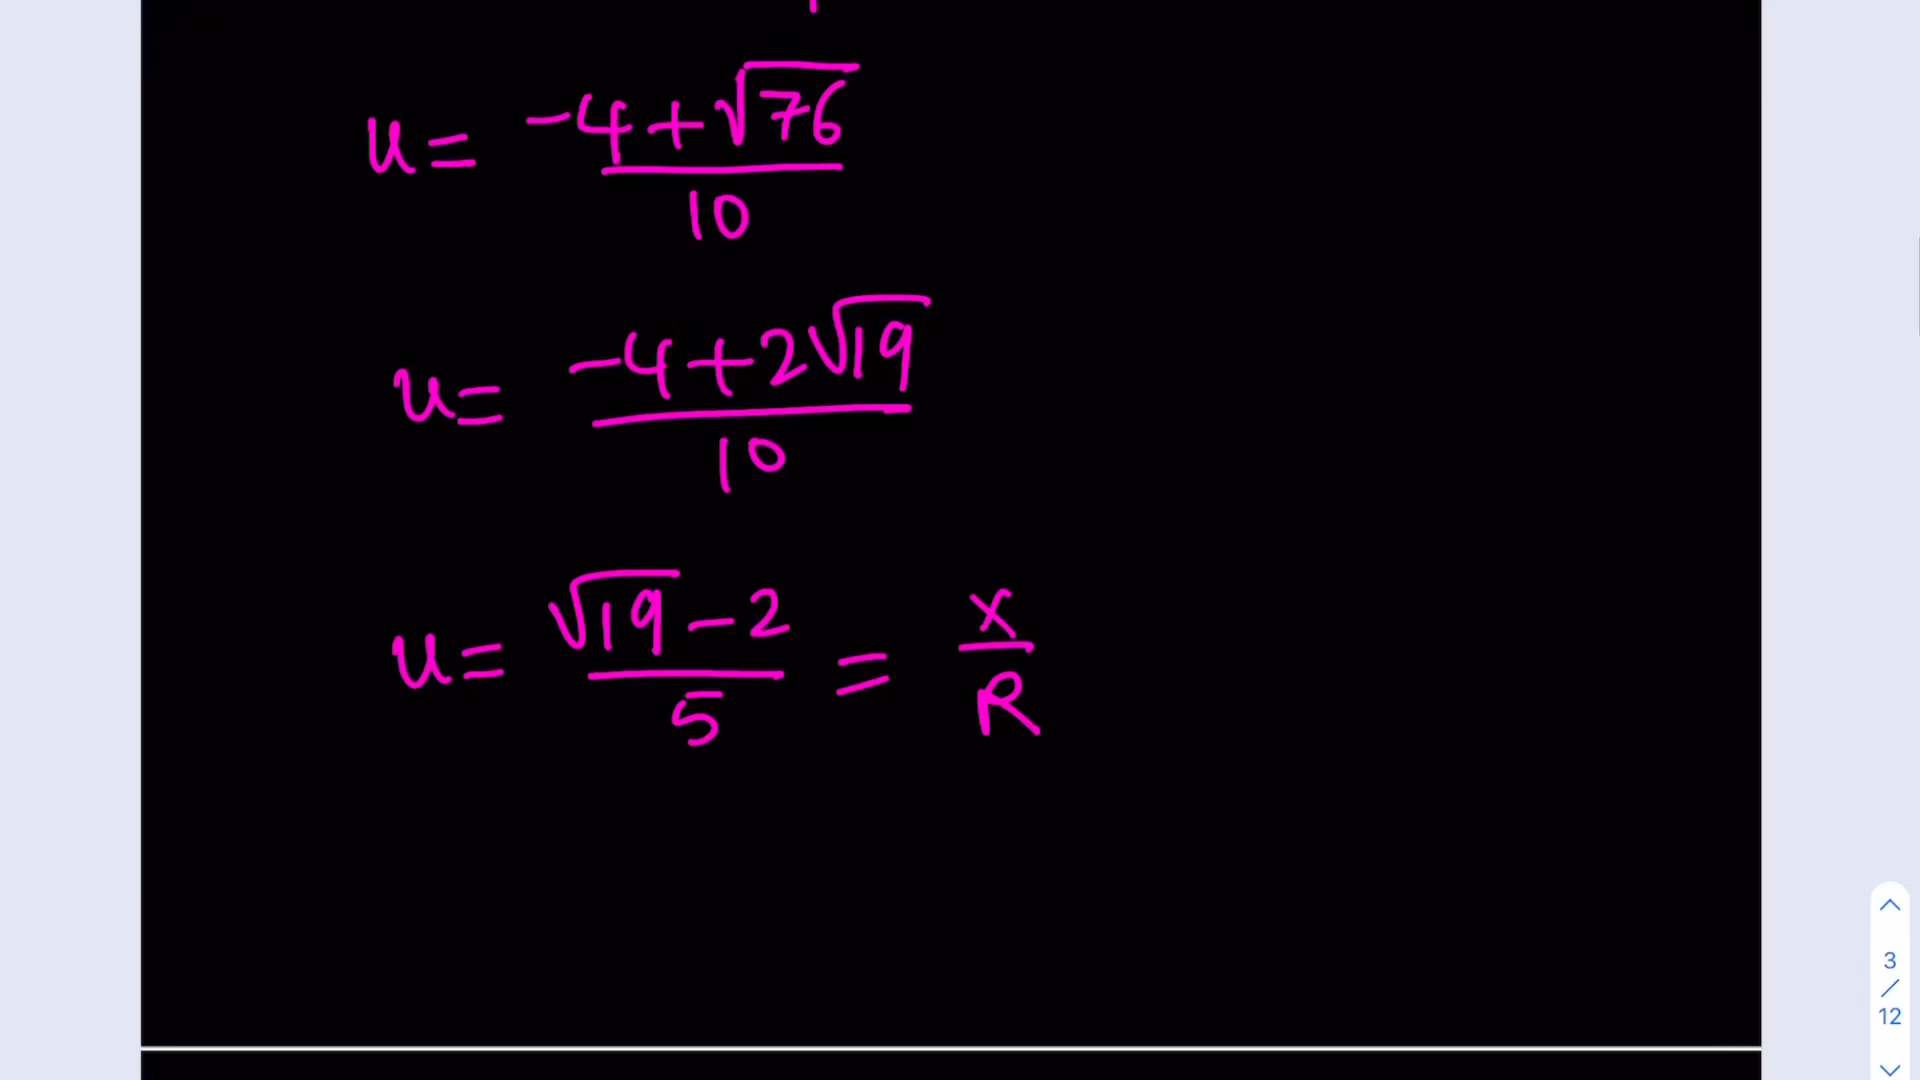 u = -4+√76
10
u = -4+2√19
10
u = √19-2 = x
5 R
3
/
12